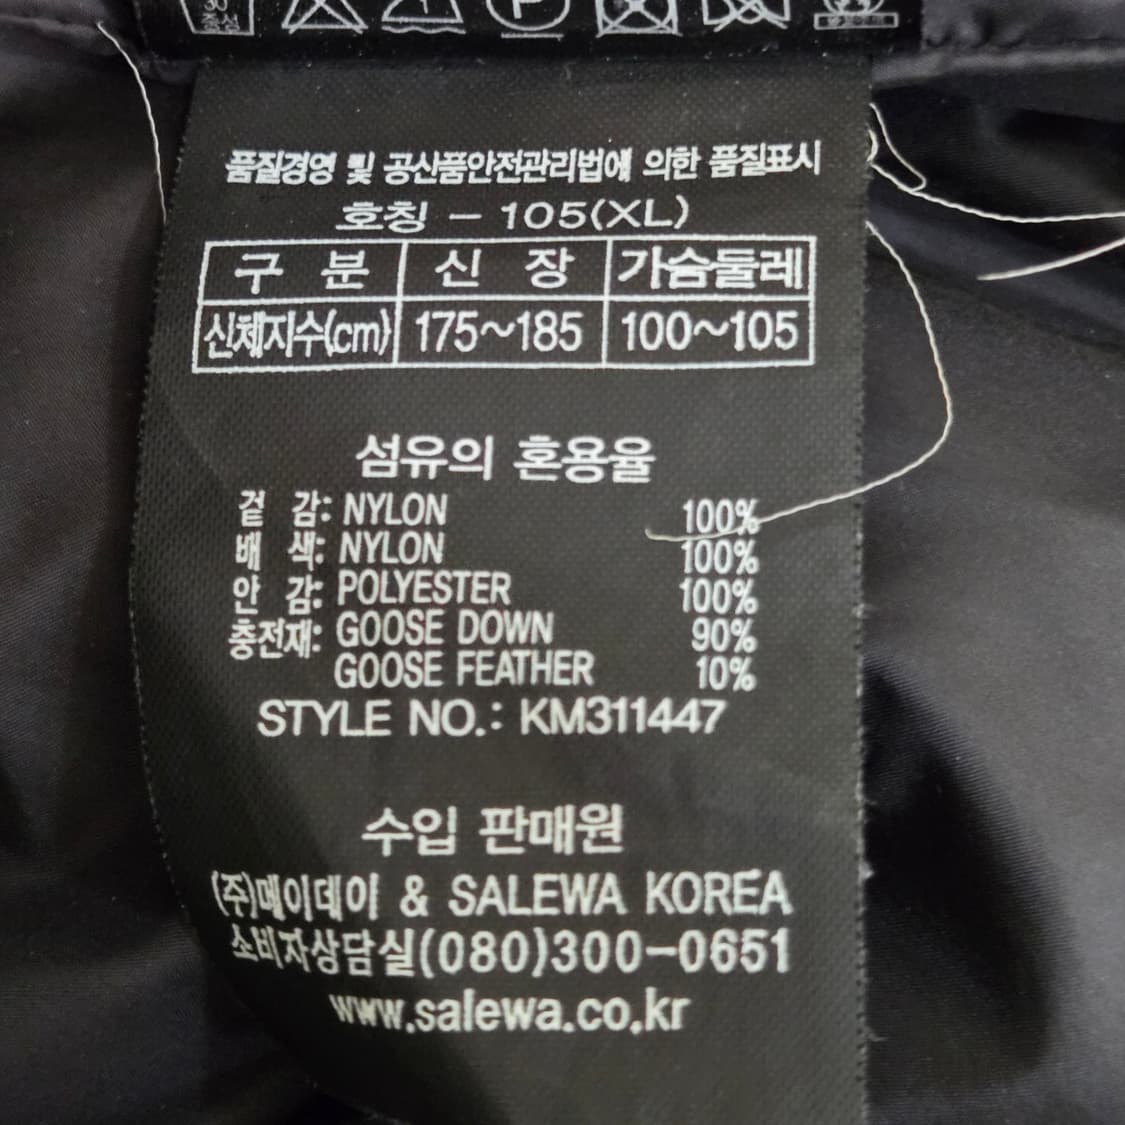 30
중성
품질경영 및 공산품안전관리법에 의한 품질표시
호칭 - 105(XL)
구 분 신 장 가슴둘레
신체지수(cm) 175~185 100~105
섬유의 혼용율
겉 감: NYLON 100%
배 색: NYLON 100%
안 감: POLYESTER 100%
충전재: GOOSE DOWN 90%
GOOSE FEATHER 10%
STYLE NO.: KM311447
수입 판매원
(주)메이데이 & SALEWA KOREA
소비자상담실(080)300-0651
www.salewa.co.kr